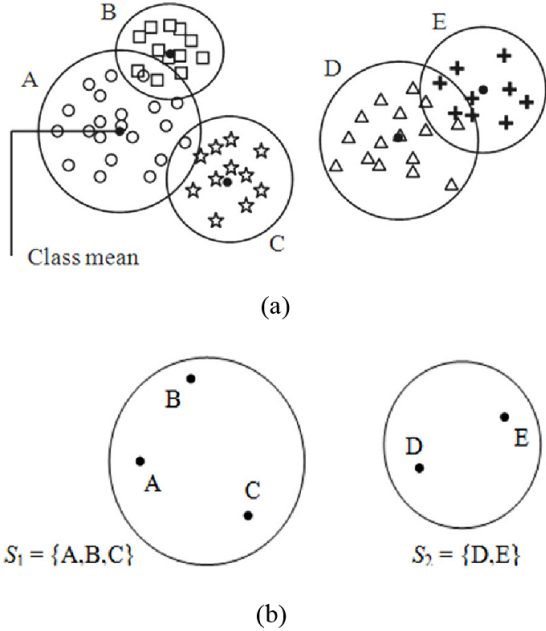 B
E
A
D
C
Class mean
(a)
B
E
D
A
C
S₁ = {A,B,C}
S₂ = {D,E}
(b)